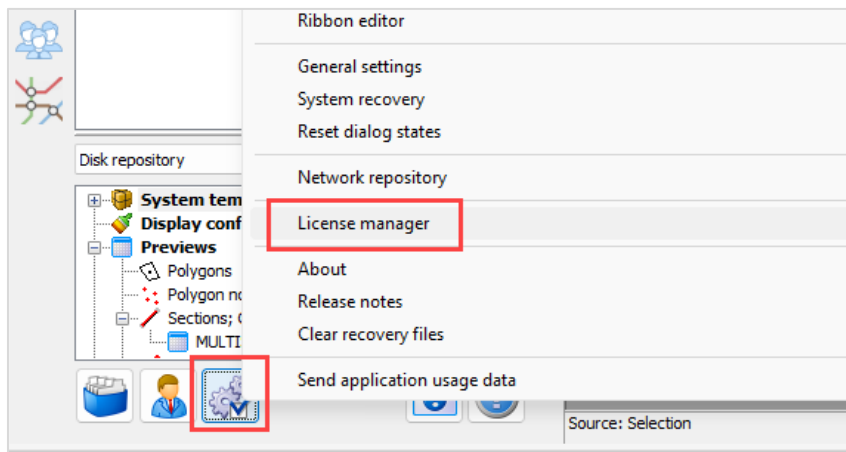 Ribbon editor
General settings
System recovery
Reset dialog states
Network repository
License manager
About
Release notes
Clear recovery files
Send application usage data
Disk repository
System tem
Display conf
Previews
Polygons
Polygon no
Sections;
MULTI
Source: Selection